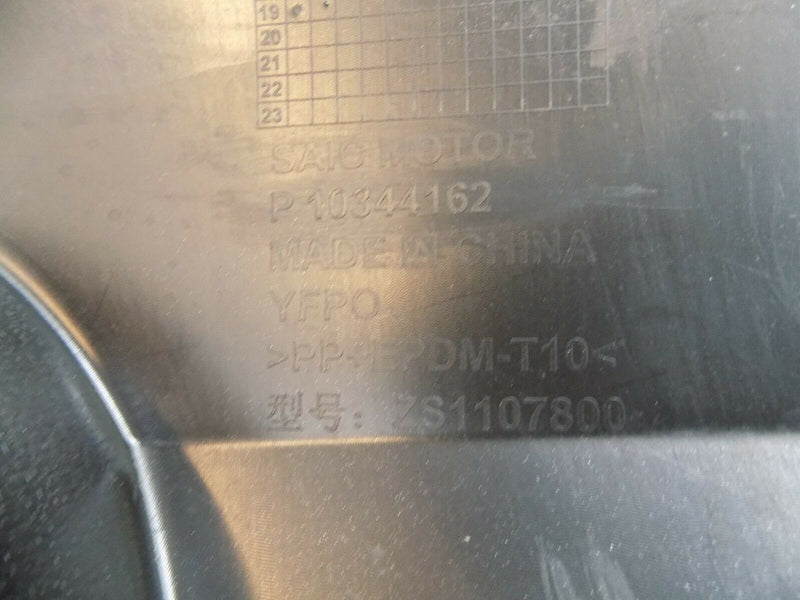 19
20
21
22
23
SAIC MOTOR
P 10344162
MADE IN CHINA
YFPO
>PP+EPDM-T10<
型号: ZS1107800